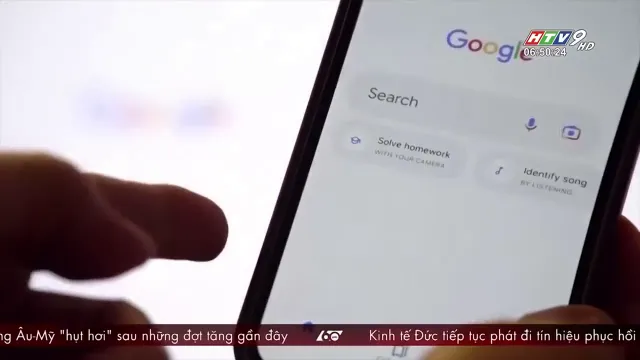 Google
HTV9 HD
06:50:24
Search
Solve homework
WITH YOUR CAMERA
Identify song
BY LISTENING
Âu-Mỹ "hụt hơi" sau những đợt tăng gần đây
60
Kinh tế Đức tiếp tục phát đi tín hiệu phục hồi